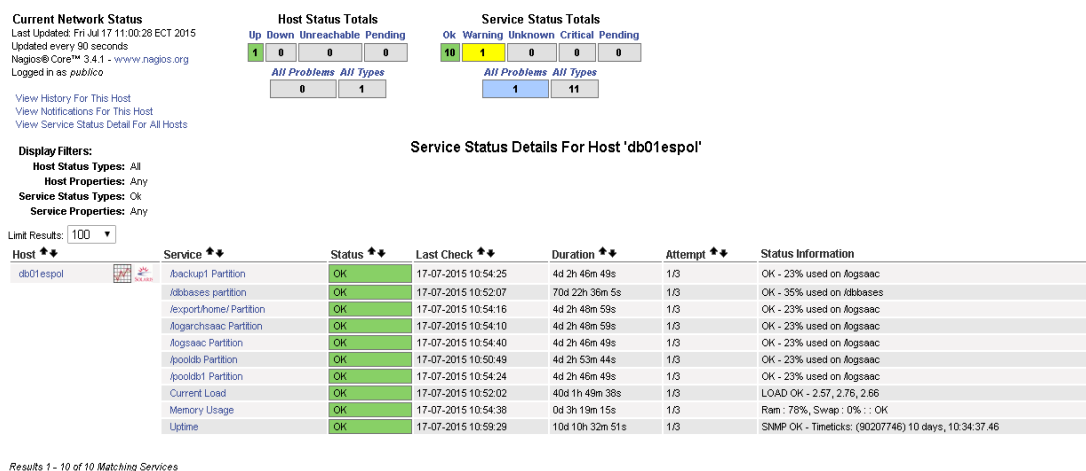 Current Network Status
Last Updated: Fri Jul 17 11:00:28 ECT 2015
Updated every 90 seconds
Nagios® Core™ 3.4.1 - www.nagios.org
Logged in as publico
View History For This Host
View Notifications For This Host
View Service Status Detail For All Hosts
Host Status Totals
Up Down Unreachable Pending
1 0 0 0
All Problems All Types
0 1
Service Status Totals
Ok Warning Unknown Critical Pending
10 1 0 0 0
All Problems All Types
1 11
Display Filters:
Host Status Types: All
Host Properties: Any
Service Status Types: Ok
Service Properties: Any
Service Status Details For Host 'db01espol'
Limit Results: 100
Host Service Status Last Check Duration Attempt Status Information
db01espol /backup1 Partition OK 17-07-2015 10:54:25 4d 2h 46m 49s 1/3 OK - 23% used on /logsaac
/dbbases partition OK 17-07-2015 10:52:07 70d 22h 36m 5s 1/3 OK - 35% used on /dbbases
/export/home/ Partition OK 17-07-2015 10:54:16 4d 2h 48m 59s 1/3 OK - 23% used on /logsaac
/logarchsaac Partition OK 17-07-2015 10:54:10 4d 2h 48m 59s 1/3 OK - 23% used on /logsaac
/logsaac Partition OK 17-07-2015 10:54:40 4d 2h 46m 49s 1/3 OK - 23% used on /logsaac
/pooldb Partition OK 17-07-2015 10:50:49 4d 2h 53m 44s 1/3 OK - 23% used on /logsaac
/pooldb1 Partition OK 17-07-2015 10:54:24 4d 2h 46m 49s 1/3 OK - 23% used on /logsaac
Current Load OK 17-07-2015 10:52:02 40d 1h 49m 38s 1/3 LOAD OK - 2.57, 2.76, 2.66
Memory Usage OK 17-07-2015 10:54:38 0d 3h 19m 15s 1/3 Ram : 78%, Swap : 0% : : OK
Uptime OK 17-07-2015 10:59:29 10d 10h 32m 51s 1/3 SNMP OK - Timeticks: (90207746) 10 days, 10:34:37.46
Results 1 - 10 of 10 Matching Services